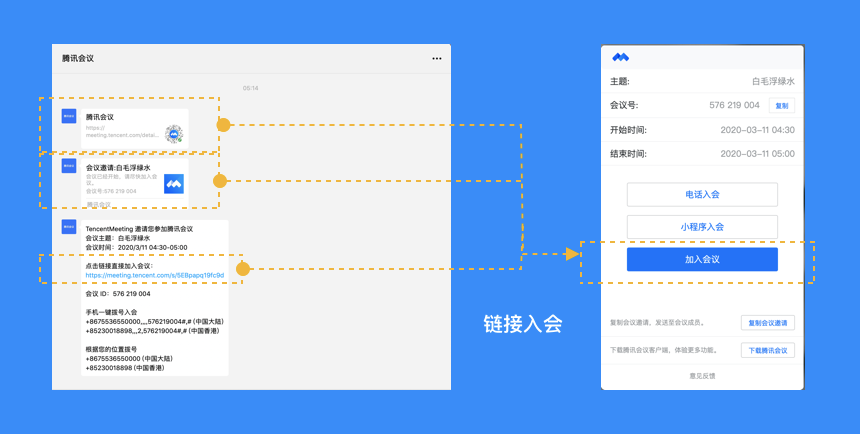 腾讯会议
05/14
腾讯会议
https://
meeting.tencent.com/detai...
会议邀请:白毛浮绿水
会议已经开始，请尽快加入会
议。
会议号:576 219 004
腾讯会议
TencentMeeting 邀请您参加腾讯会议
会议主题：白毛浮绿水
会议时间：2020/3/11 04:30-05:00
点击链接直接加入会议：
https://meeting.tencent.com/s/5EBpapq19fc9d
会议 ID：576 219 004
手机一键拨号入会
+8675536550000,,,,576219004#,# (中国大陆)
+85230018898,,,2,576219004#,# (中国香港)
根据您的位置拨号
+8675536550000 (中国大陆)
+85230018898 (中国香港)
链接入会
主题: 白毛浮绿水
会议号: 576 219 004 复制
开始时间: 2020-03-11 04:30
结束时间: 2020-03-11 05:00
电话入会
小程序入会
加入会议
复制会议邀请，发送至会议成员。 复制会议邀请
下载腾讯会议客户端，体验更多功能。 下载腾讯会议
意见反馈